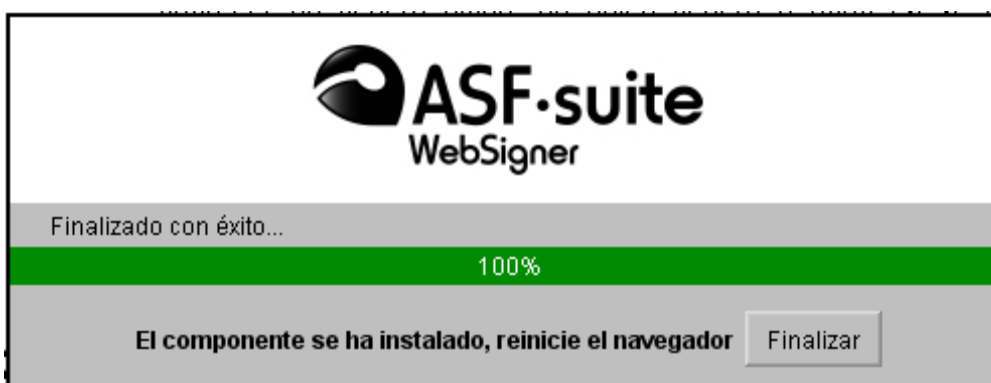 ASF·suite
WebSigner
Finalizado con éxito...
100%
El componente se ha instalado, reinicie el navegador Finalizar